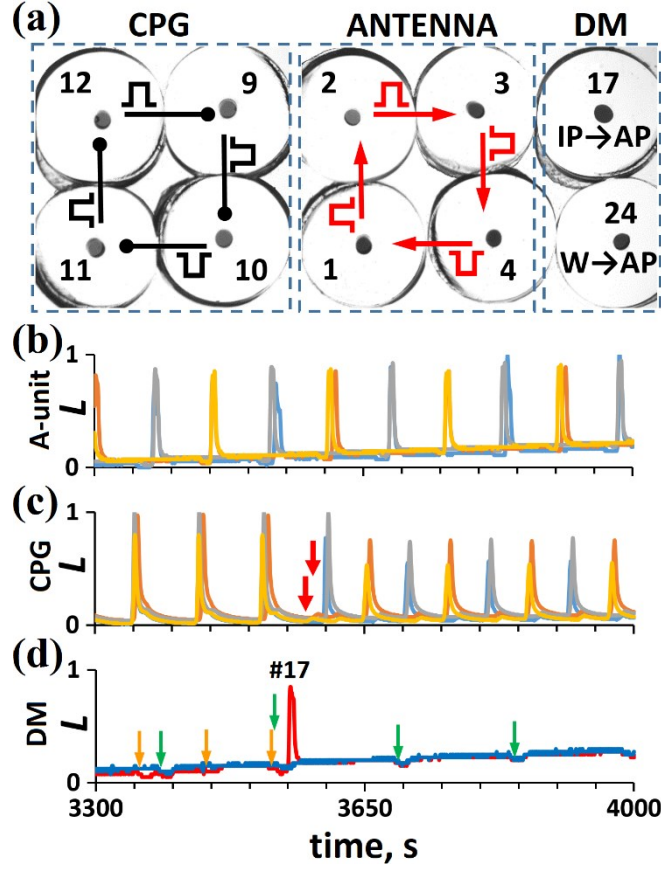 (a) CPG ANTENNA DM
12 9 2 3 17
IP→AP
11 10 1 4 24
W→AP
(b)
A-unit
L
1
0
(c)
CPG
L
1
0
(d)
DM
L
1
0
#17
3300 3650 4000
time, s